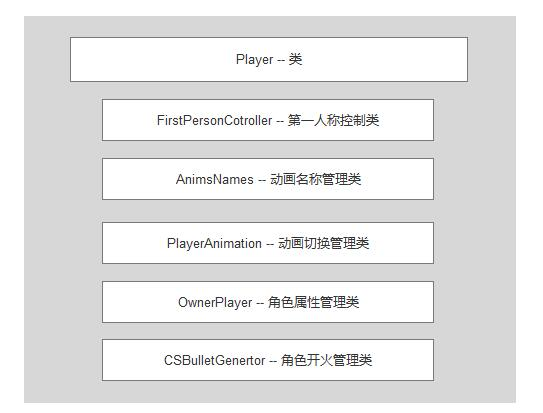 Player -- 类
FirstPersonCotroller -- 第一人称控制类
AnimsNames -- 动画名称管理类
PlayerAnimation -- 动画切换管理类
OwnerPlayer -- 角色属性管理类
CSBulletGenertor -- 角色开火管理类